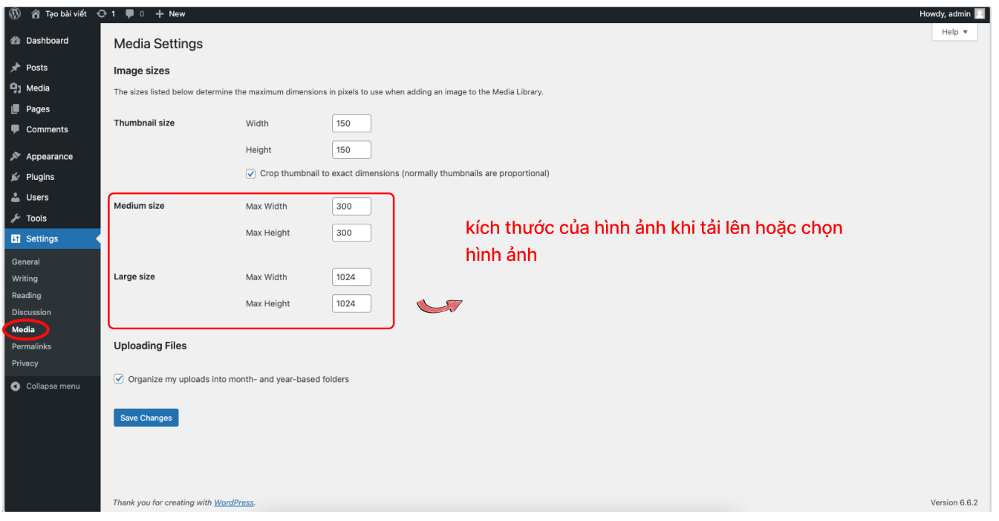 Tạo bài viết 1 0 New Howdy, admin
Help
Dashboard
Posts
Media
Pages
Comments
Appearance
Plugins
Users
Tools
Settings
General
Writing
Reading
Discussion
Media
Permalinks
Privacy
Collapse menu
Media Settings
Image sizes
The sizes listed below determine the maximum dimensions in pixels to use when adding an image to the Media Library.
Thumbnail size Width 150
Height 150
Crop thumbnail to exact dimensions (normally thumbnails are proportional)
Medium size Max Width 300
Max Height 300
Large size Max Width 1024
Max Height 1024
kích thước của hình ảnh khi tải lên hoặc chọn
hình ảnh
Uploading Files
Organize my uploads into month- and year-based folders
Save Changes
Thank you for creating with WordPress. Version 6.6.2